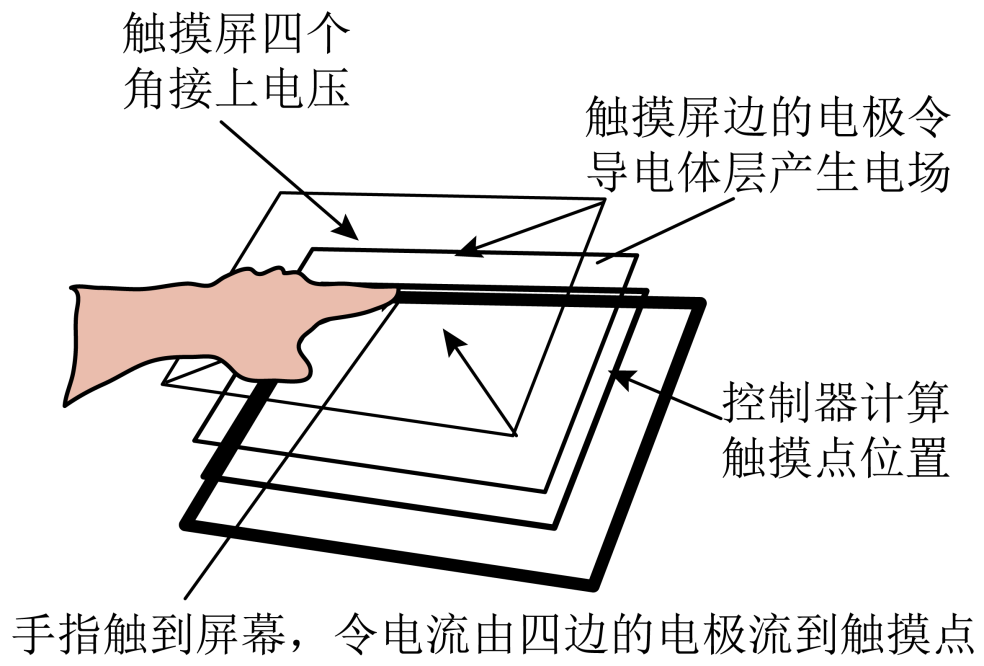 触摸屏四个
角接上电压
触摸屏边的电极令
导电体层产生电场
控制器计算
触摸点位置
手指触到屏幕，令电流由四边的电极流到触摸点